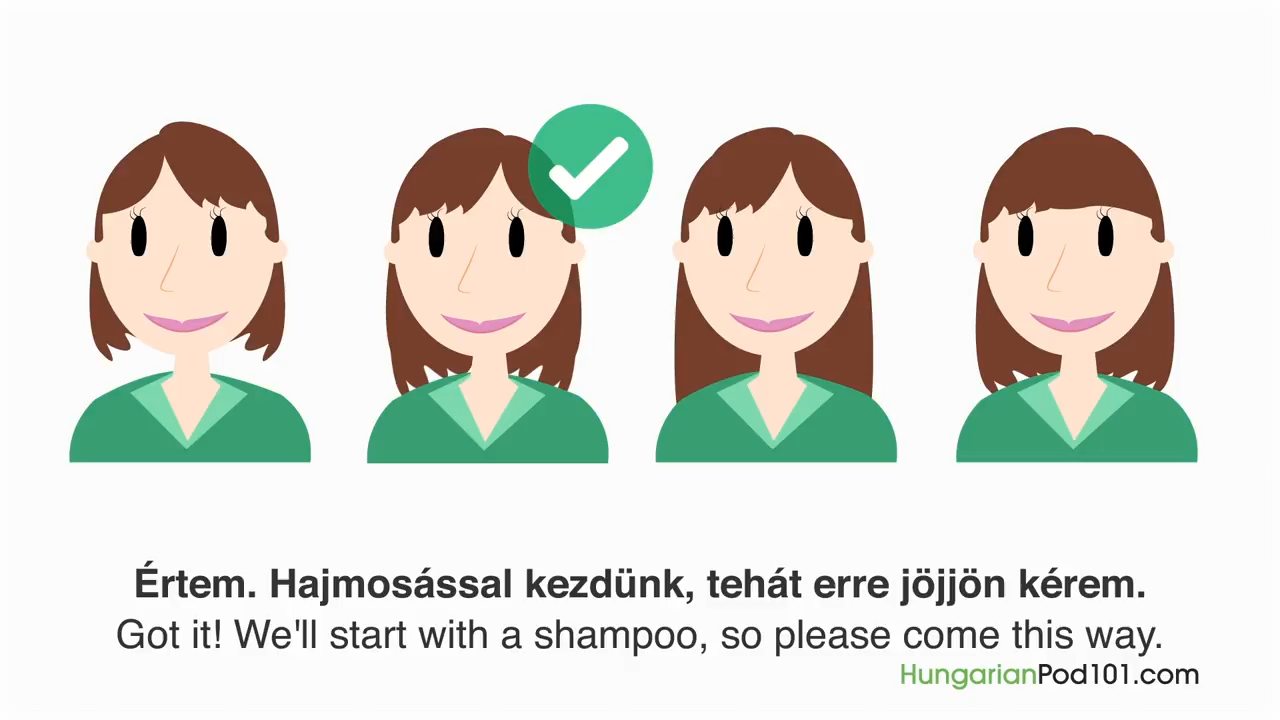 Értem. Hajmosással kezdünk, tehát erre jöjjön kérem.
Got it! We'll start with a shampoo, so please come this way.
HungarianPod101.com